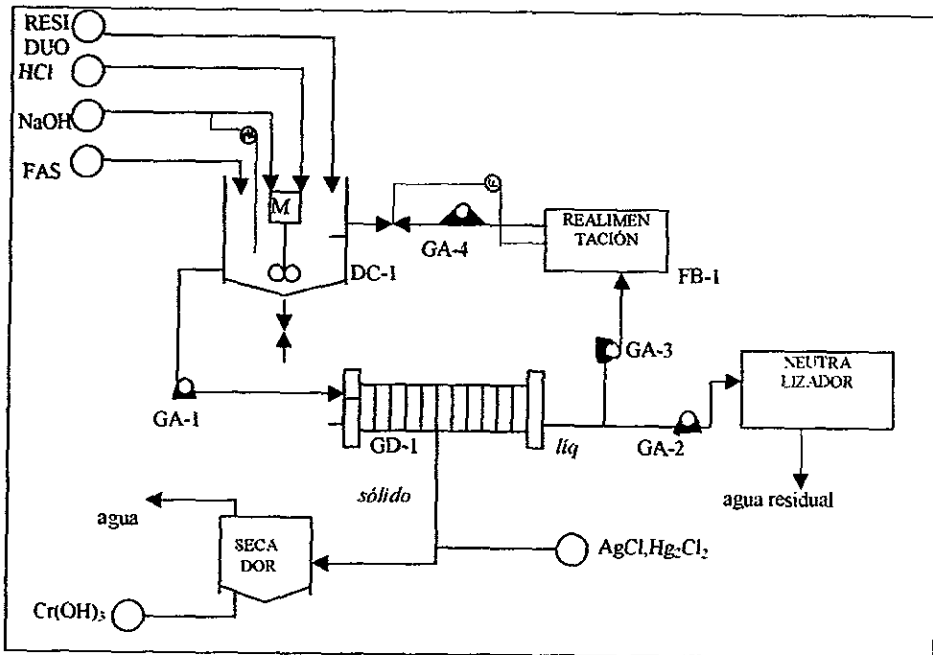 RESI
DUO
HCl
NaOH
FAS
M
DC-1
GA-4
REALIMEN
TACIÓN
FB-1
GA-3
NEUTRA
LIZADOR
GA-1
GD-1
líq
GA-2
sólido
agua residual
agua
SECA
DOR
AgCl,Hg2Cl2
Cr(OH)3